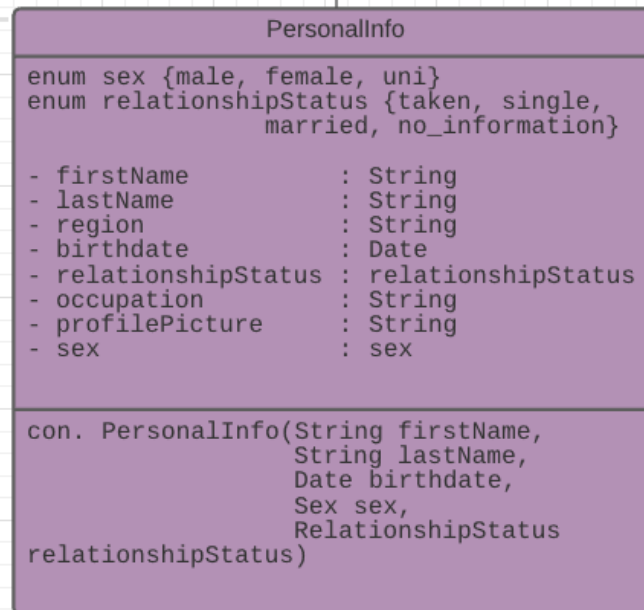 PersonalInfo
enum sex {male, female, uni}
enum relationshipStatus {taken, single,
married, no_information}
- firstName : String
- lastName : String
- region : String
- birthdate : Date
- relationshipStatus : relationshipStatus
- occupation : String
- profilePicture : String
- sex : sex
con. PersonalInfo(String firstName,
String lastName,
Date birthdate,
Sex sex,
RelationshipStatus
relationshipStatus)